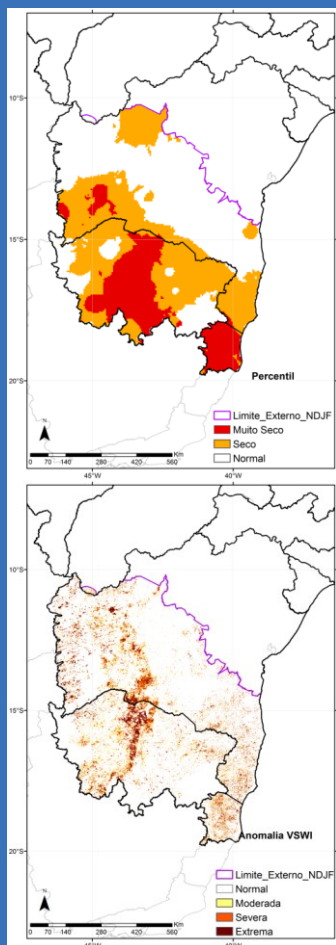 10°S
15°S
20°S
Percentil
Limite_Externo_NDJF
Muito Seco
Seco
Normal
Km
0 70 140 280 420 560
45°W 40°W
10°S
15°S
20°S
Anomalia VSWI
Limite_Externo_NDJF
Normal
Moderada
Severa
Extrema
Km
0 70 140 280 420 560